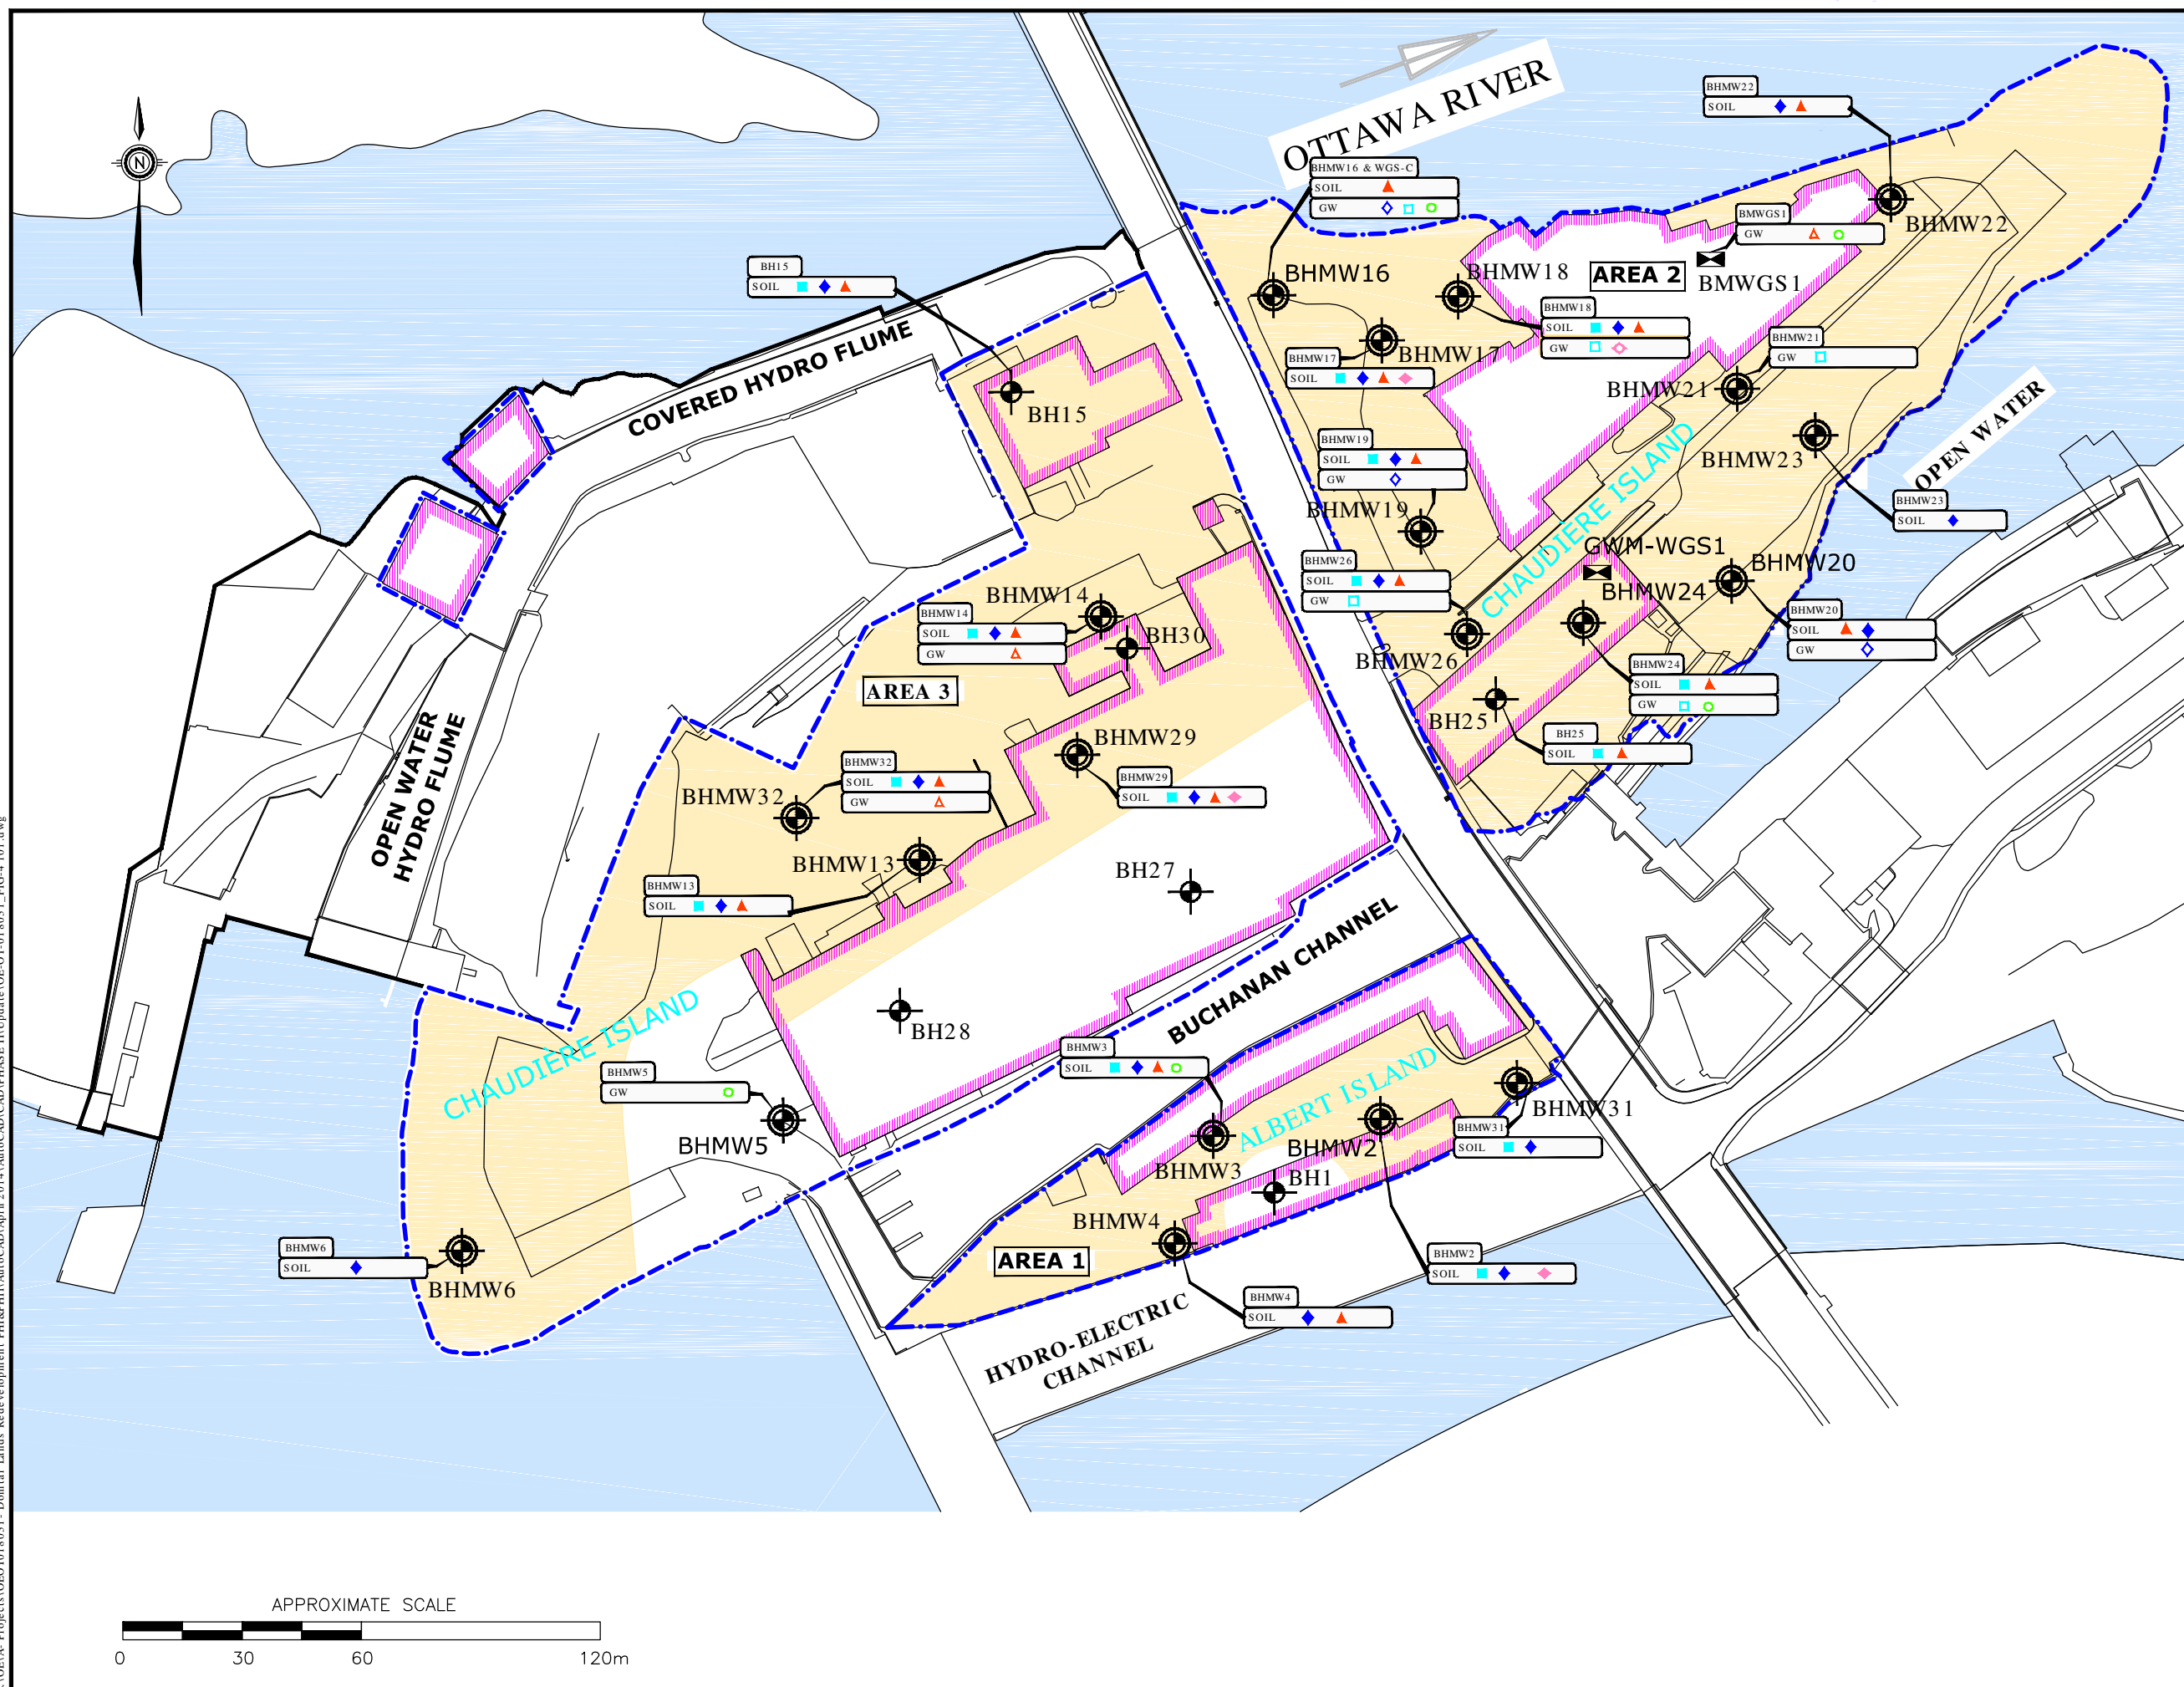 OTTAWA RIVER
N
BHMW22
SOIL
BHMW22
BHMW16 & WGS-C
SOIL
GW
BHMW16
BMWGS1
GW
BMWGS1
AREA 2
BHMW18
BHMW18
SOIL
GW
BH15
SOIL
BH15
COVERED HYDRO FLUME
BHMW17
BHMW17
SOIL
BHMW21
GW
BHMW21
BHMW23
BHMW23
SOIL
OPEN WATER
BHMW19
SOIL
GW
BHMW19
CHAUDIÈRE ISLAND
GWM-WGS1
BHMW26
SOIL
GW
BHMW26
BHMW24
BHMW20
BHMW20
SOIL
GW
BHMW24
SOIL
GW
BH25
BH25
SOIL
BHMW14
BHMW14
SOIL
GW
BH30
AREA 3
OPEN WATER
HYDRO FLUME
BHMW29
BHMW29
SOIL
BHMW32
BHMW32
SOIL
GW
BHMW13
BHMW13
SOIL
BH27
BUCHANAN CHANNEL
BH28
CHAUDIÈRE ISLAND
BHMW5
GW
BHMW5
BHMW3
SOIL
BHMW3
ALBERT ISLAND
BHMW2
BHMW31
BHMW31
SOIL
BH1
BHMW4
AREA 1
BHMW6
SOIL
BHMW6
BHMW2
SOIL
BHMW4
SOIL
HYDRO-ELECTRIC
CHANNEL
APPROXIMATE SCALE
0 30 60 120m